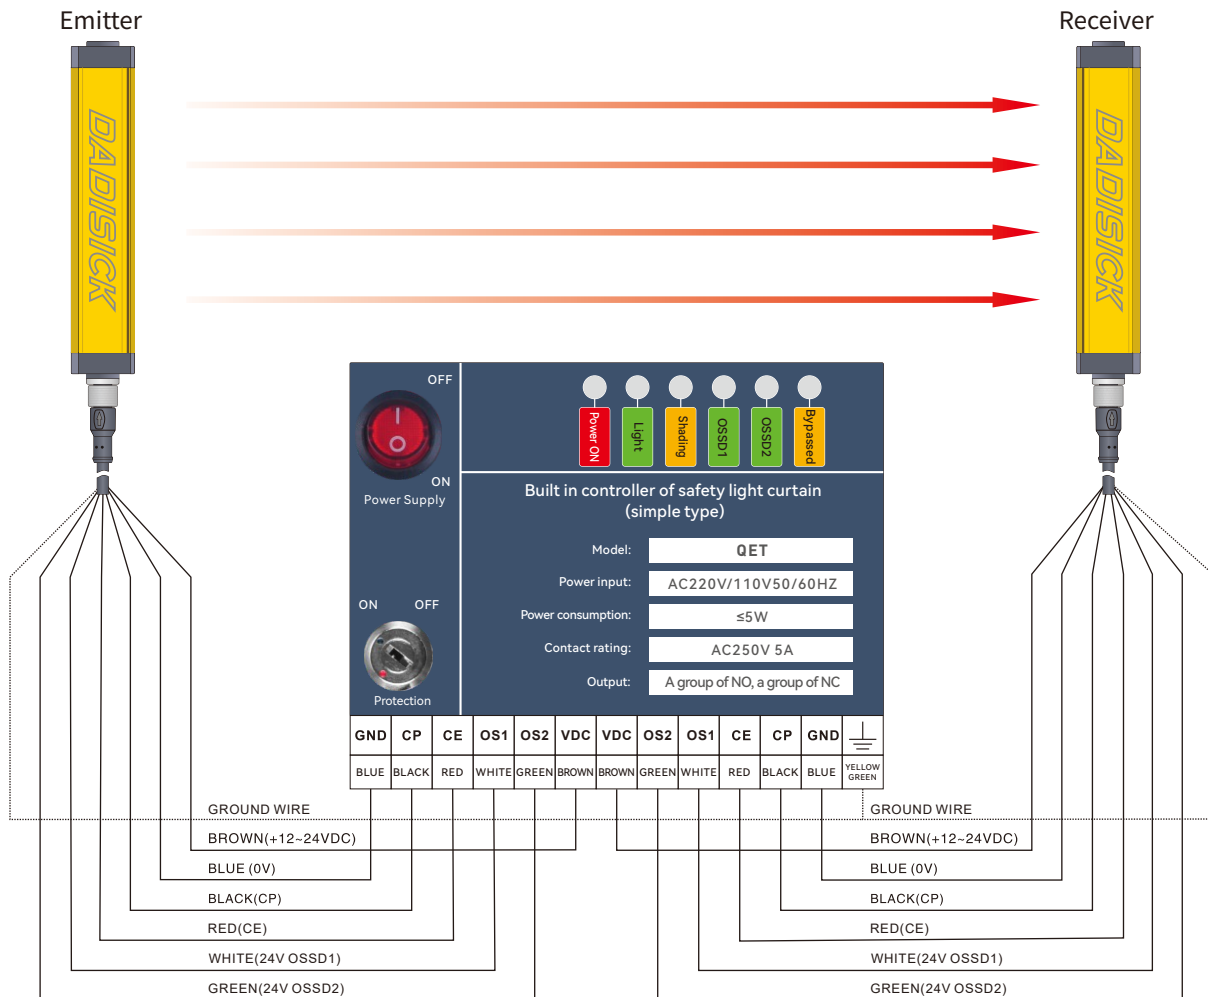 Emitter
Receiver
DADISICK
DADISICK
OFF
ON
Power Supply
ON OFF
Protection
Power ON
Light
Shading
OSSD1
OSSD2
Bypassed
Built in controller of safety light curtain
(simple type)
Model: QET
Power input: AC220V/110V50/60HZ
Power consumption: ≤5W
Contact rating: AC250V 5A
Output: A group of NO, a group of NC
GND CP CE OS1 OS2 VDC VDC OS2 OS1 CE CP GND
BLUE BLACK RED WHITE GREEN BROWN BROWN GREEN WHITE RED BLACK BLUE YELLOW
GREEN
GROUND WIRE GROUND WIRE
BROWN(+12~24VDC) BROWN(+12~24VDC)
BLUE (0V) BLUE (0V)
BLACK(CP) BLACK(CP)
RED(CE) RED(CE)
WHITE(24V OSSD1) WHITE(24V OSSD1)
GREEN(24V OSSD2) GREEN(24V OSSD2)